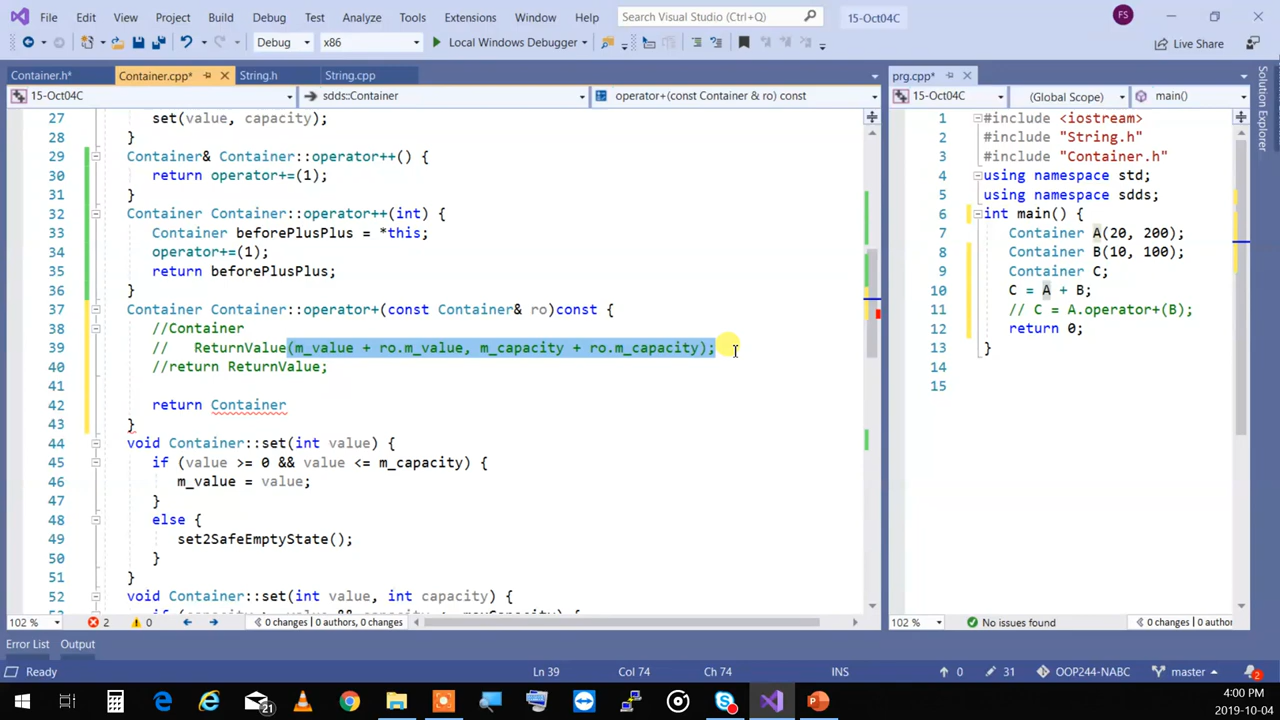 File Edit View Project Build Debug Test Analyze Tools Extensions Window Help Search Visual Studio (Ctrl+Q) 15-Oct04C FS
Debug x86 Local Windows Debugger Live Share
Container.h* Container.cpp* String.h String.cpp prg.cpp*
15-Oct04C sdds::Container operator+(const Container & ro) const 15-Oct04C (Global Scope) main()
27 set(value, capacity);
28 }
29 Container& Container::operator++() {
30 return operator+=(1);
31 }
32 Container Container::operator++(int) {
33 Container beforePlusPlus = *this;
34 operator+=(1);
35 return beforePlusPlus;
36 }
37 Container Container::operator+(const Container& ro)const {
38 //Container
39 // ReturnValue(m_value + ro.m_value, m_capacity + ro.m_capacity);
40 //return ReturnValue;
41
42 return Container
43 }
44 void Container::set(int value) {
45 if (value >= 0 && value <= m_capacity) {
46 m_value = value;
47 }
48 else {
49 set2SafeEmptyState();
50 }
51 }
52 void Container::set(int value, int capacity) {
53
1 #include <iostream>
2 #include "String.h"
3 #include "Container.h"
4 using namespace std;
5 using namespace sdds;
6 int main() {
7 Container A(20, 200);
8 Container B(10, 100);
9 Container C;
10 C = A + B;
11 // C = A.operator+(B);
12 return 0;
13 }
14
15
Solution Explorer
102 % 2 0 0 changes | 0 authors, 0 changes 102 % No issues found 0 changes | 0 author
Error List Output
Ready Ln 39 Col 74 Ch 74 INS 0 31 OOP244-NABC master 2
21 4:00 PM
2019-10-04